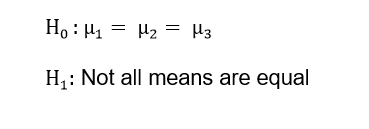 H₀ : µ₁ = µ₂ = µ₃
H₁: Not all means are equal